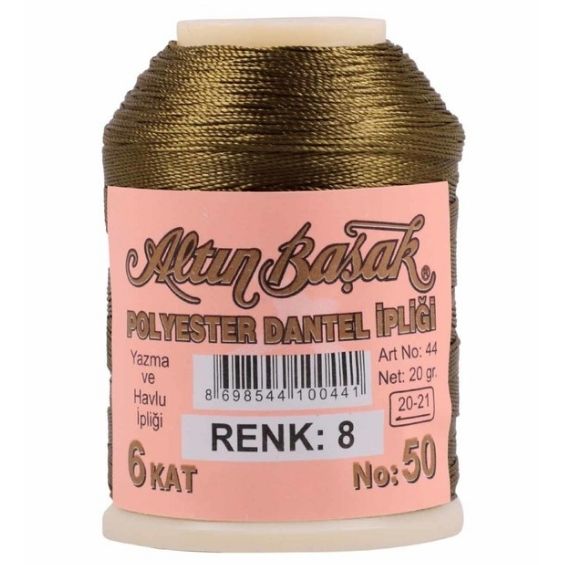 Altın Başak ®
POLYESTER DANTEL İPLİĞİ
Yazma
ve
Havlu
İpliği
8 698544 100441
Art No: 44
Net: 20 gr.
20-21
RENK: 8
6 KAT
No: 50